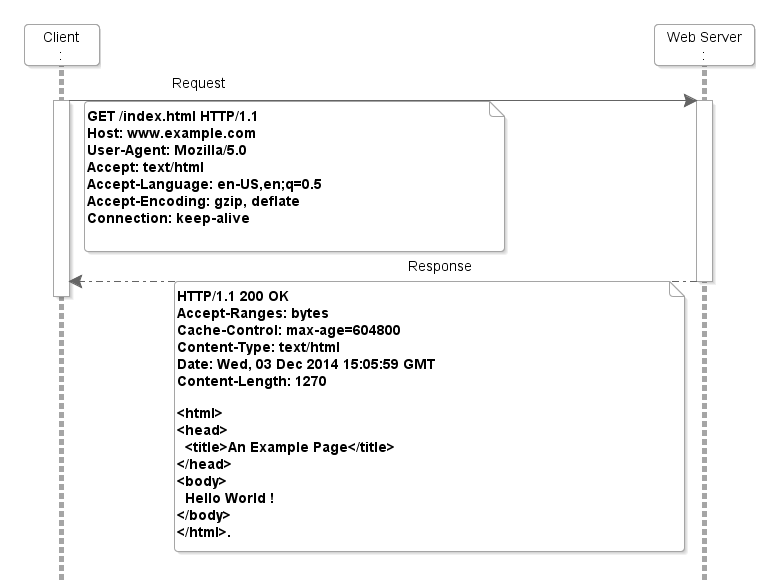 Client
:
Web Server
:
Request
GET /index.html HTTP/1.1
Host: www.example.com
User-Agent: Mozilla/5.0
Accept: text/html
Accept-Language: en-US,en;q=0.5
Accept-Encoding: gzip, deflate
Connection: keep-alive
Response
HTTP/1.1 200 OK
Accept-Ranges: bytes
Cache-Control: max-age=604800
Content-Type: text/html
Date: Wed, 03 Dec 2014 15:05:59 GMT
Content-Length: 1270

<html>
<head>
  <title>An Example Page</title>
</head>
<body>
  Hello World !
</body>
</html>.